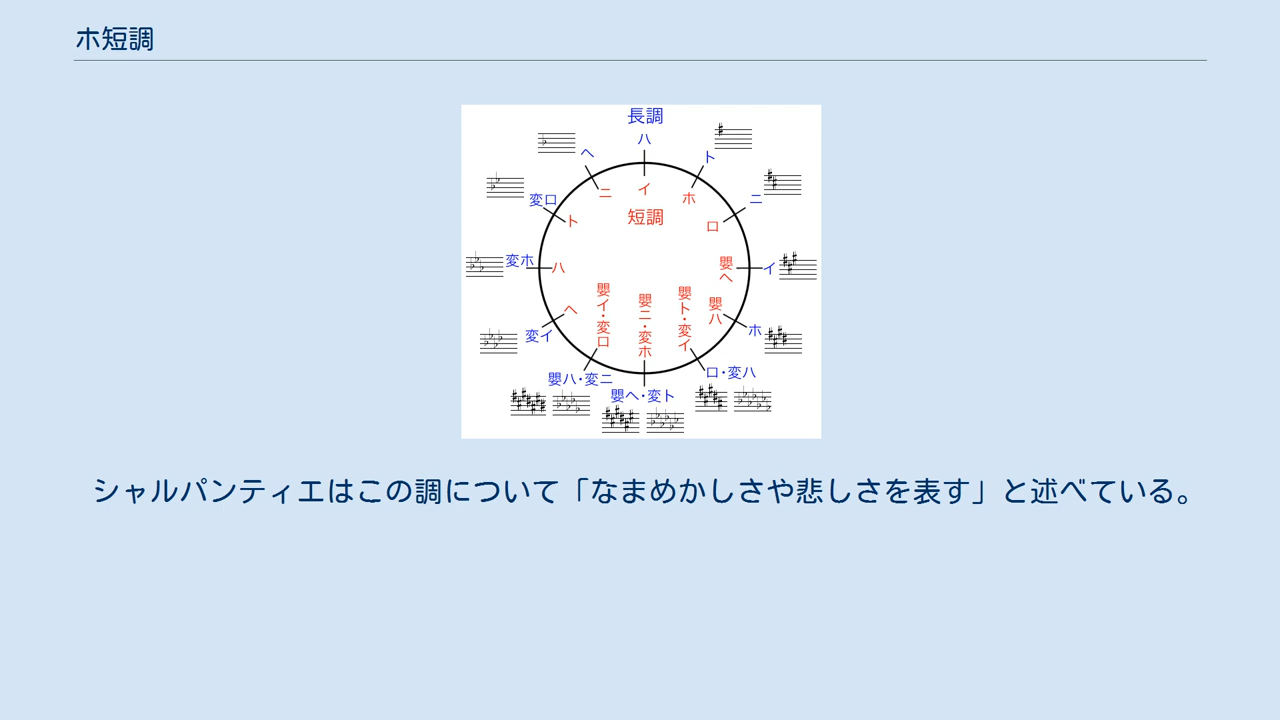 ホ短調
長調
ハ
ヘ
ト
変ロ
ニ
イ
ホ
ニ
ト
短調
ロ
変ホ
ハ
嬰ヘ
イ
変イ
ヘ
嬰イ・変ロ
嬰ニ・変ホ
嬰ト・変イ
嬰ハ
ホ
嬰ハ・変ニ
嬰ヘ・変ト
ロ・変ハ
シャルパンティエはこの調について「なまめかしさや悲しさを表す」と述べている。